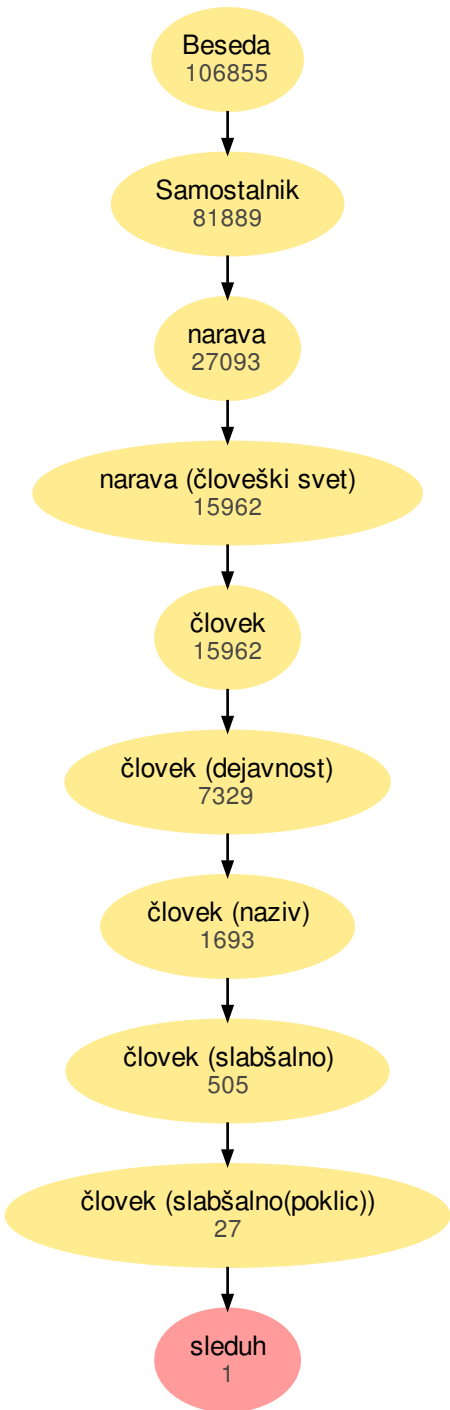 Beseda
106855
Samostalnik
81889
narava
27093
narava (človeški svet)
15962
človek
15962
človek (dejavnost)
7329
človek (naziv)
1693
človek (slabšalno)
505
človek (slabšalno(poklic))
27
sleduh
1